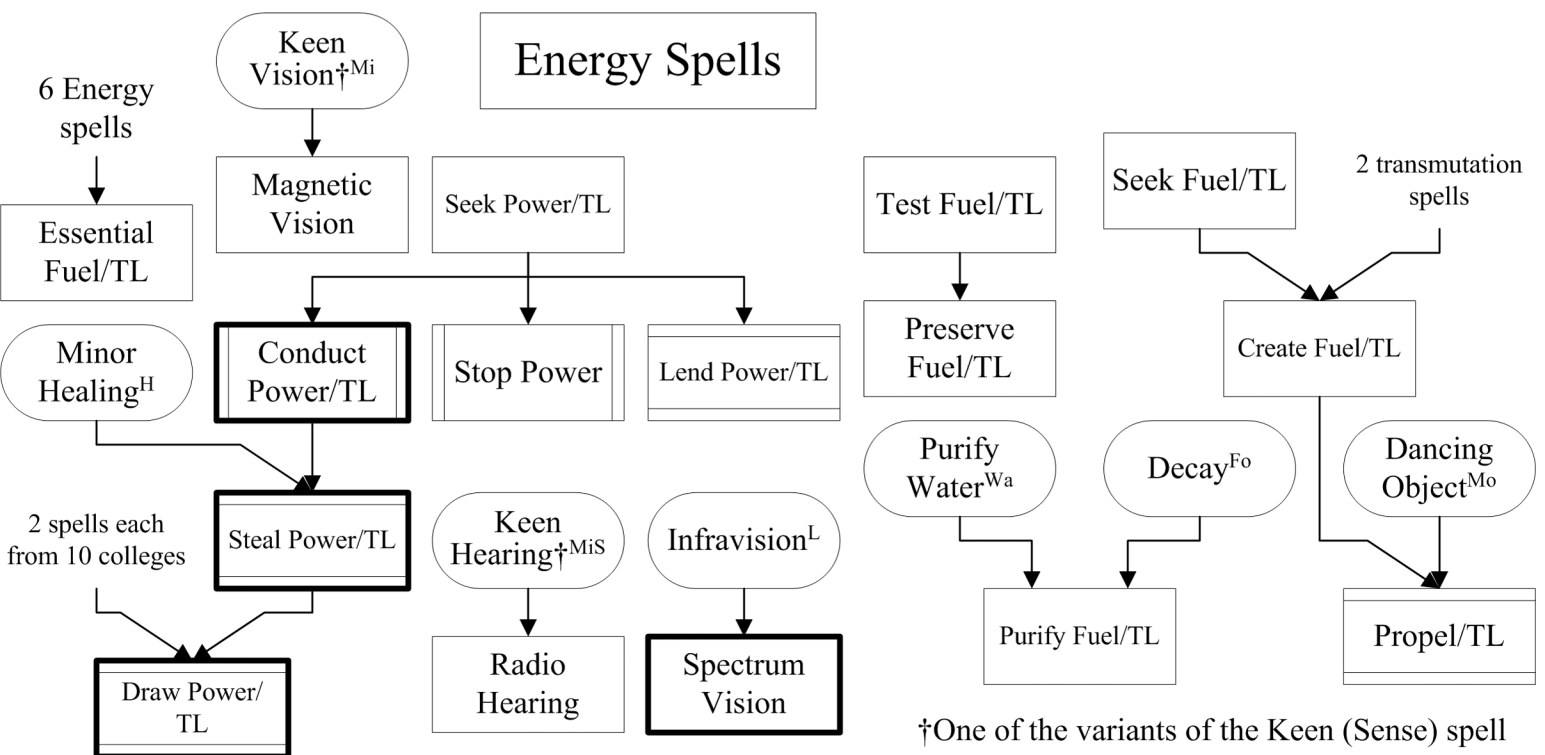 Energy Spells
Keen
Vision†Mi
6 Energy
spells
Magnetic
Vision
Seek Power/TL
Test Fuel/TL
Seek Fuel/TL
2 transmutation
spells
Essential
Fuel/TL
Minor
HealingH
Conduct
Power/TL
Stop Power
Lend Power/TL
Preserve
Fuel/TL
Create Fuel/TL
Purify
WaterWa
DecayFo
Dancing
ObjectMo
2 spells each
from 10 colleges
Steal Power/TL
Keen
Hearing†MiS
InfravisionL
Draw Power/
TL
Radio
Hearing
Spectrum
Vision
Purify Fuel/TL
Propel/TL
†One of the variants of the Keen (Sense) spell